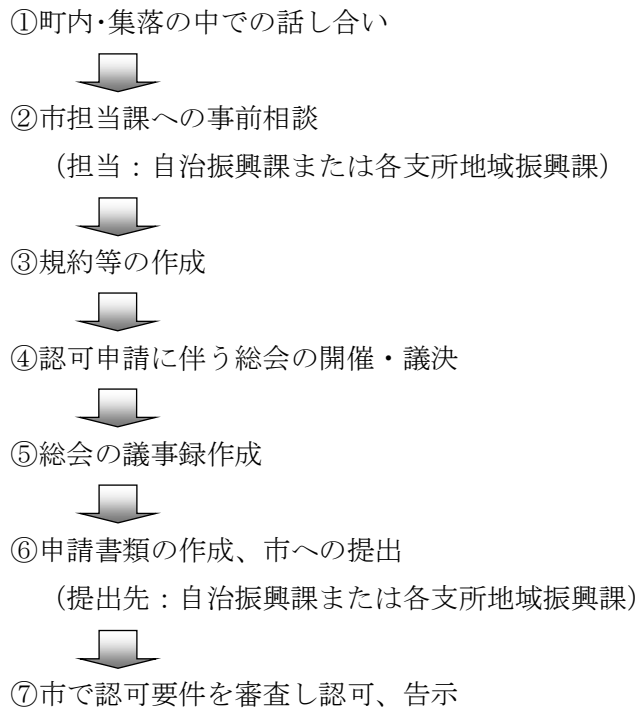 ①町内･集落の中での話し合い
②市担当課への事前相談
（担当：自治振興課または各支所地域振興課）
③規約等の作成
④認可申請に伴う総会の開催・議決
⑤総会の議事録作成
⑥申請書類の作成、市への提出
（提出先：自治振興課または各支所地域振興課）
⑦市で認可要件を審査し認可、告示